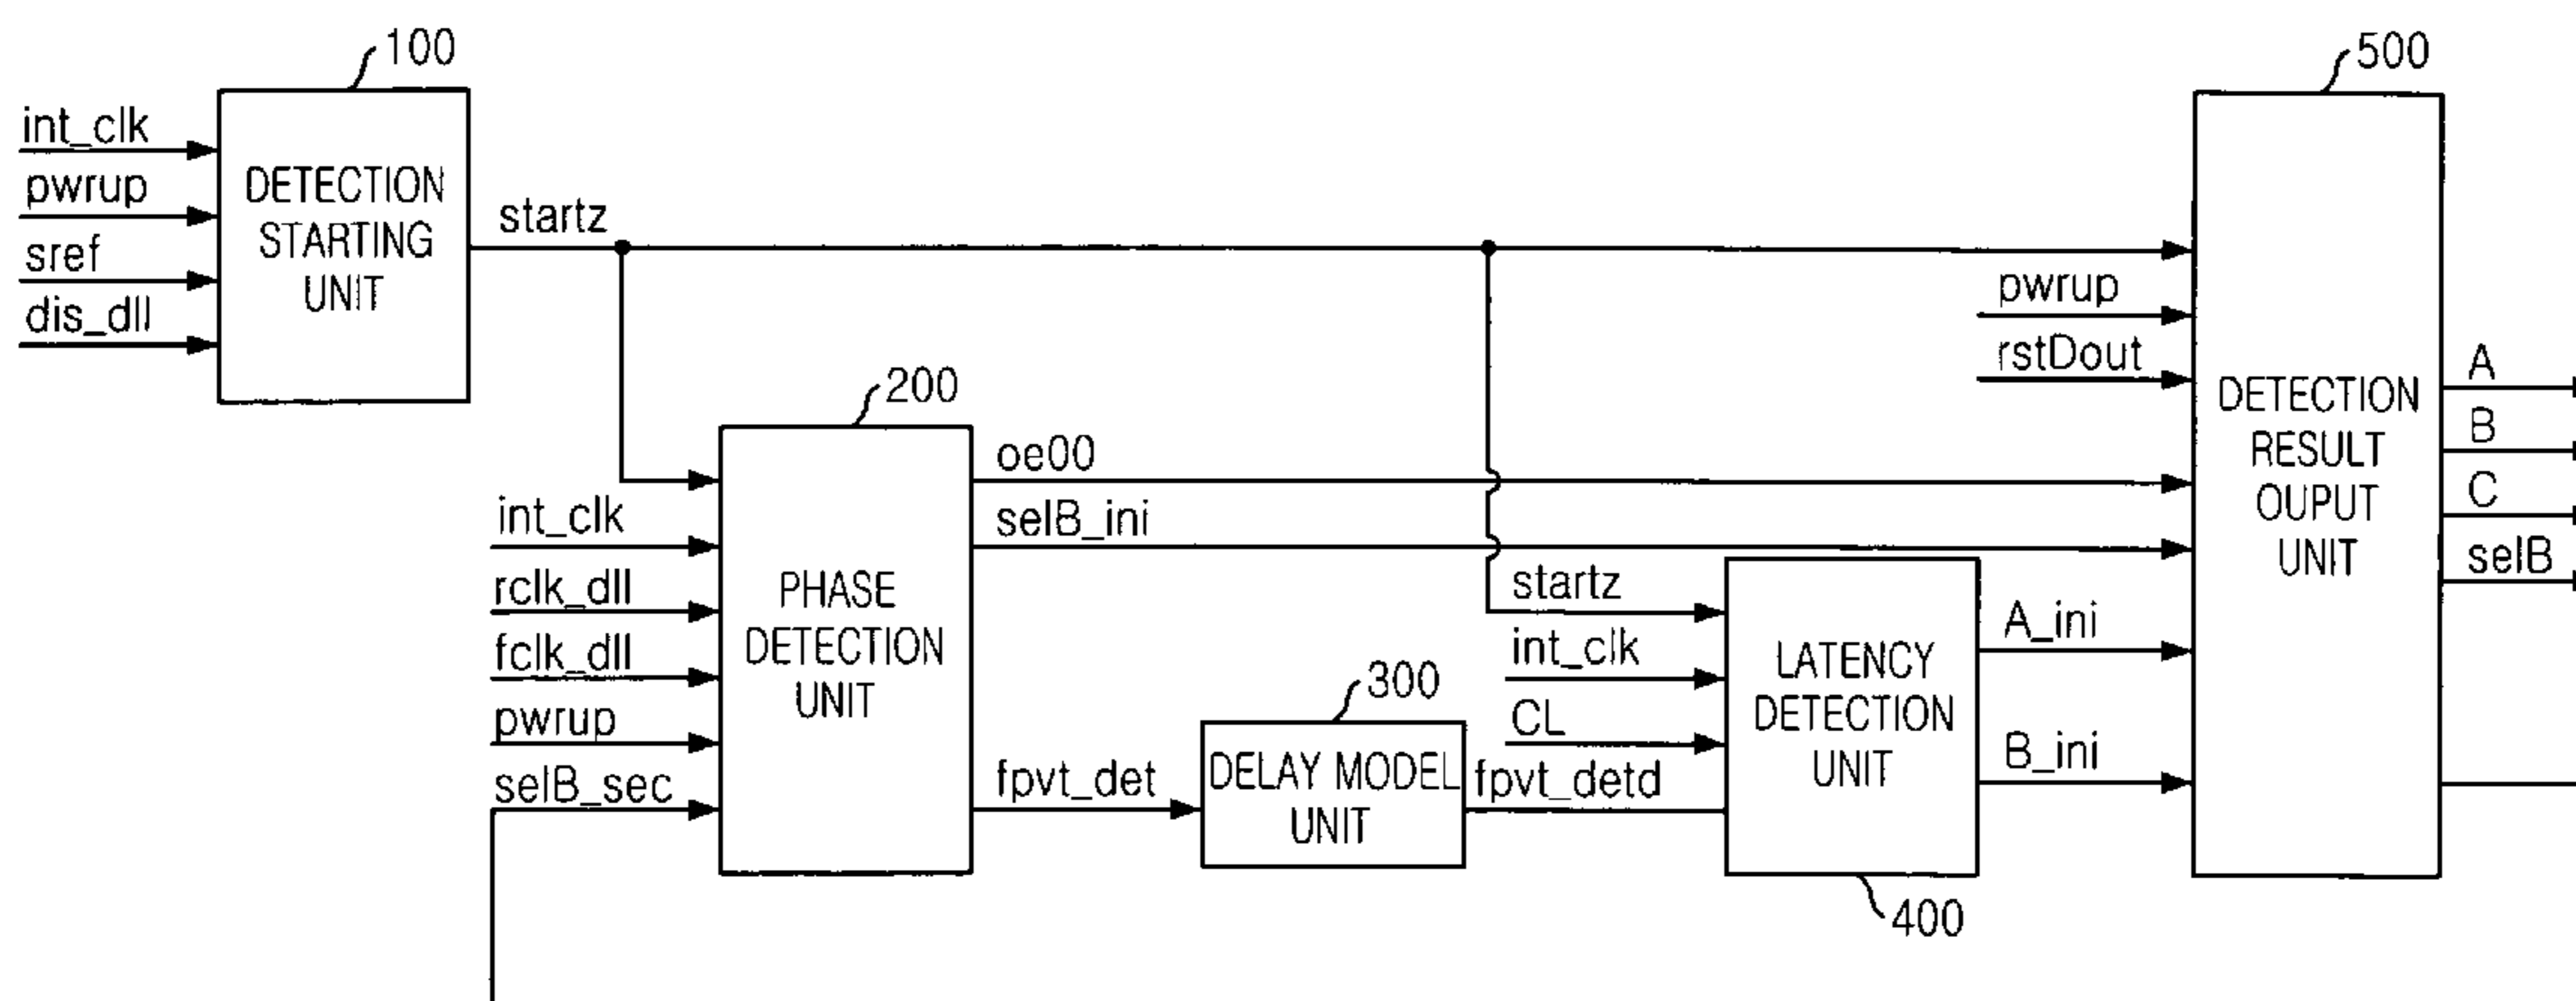 100
int_clk
pwrup
sref
dis_dll
DETECTION
STARTING
UNIT
startz
200
int_clk
rclk_dll
fclk_dll
pwrup
selB_sec
PHASE
DETECTION
UNIT
oe00
selB_ini
fpvt_det
300
DELAY MODEL
UNIT
fpvt_detd
startz
int_clk
CL
LATENCY
DETECTION
UNIT
400
A_ini
B_ini
pwrup
rstDout
500
DETECTION
RESULT
OUPUT
UNIT
A
B
C
selB